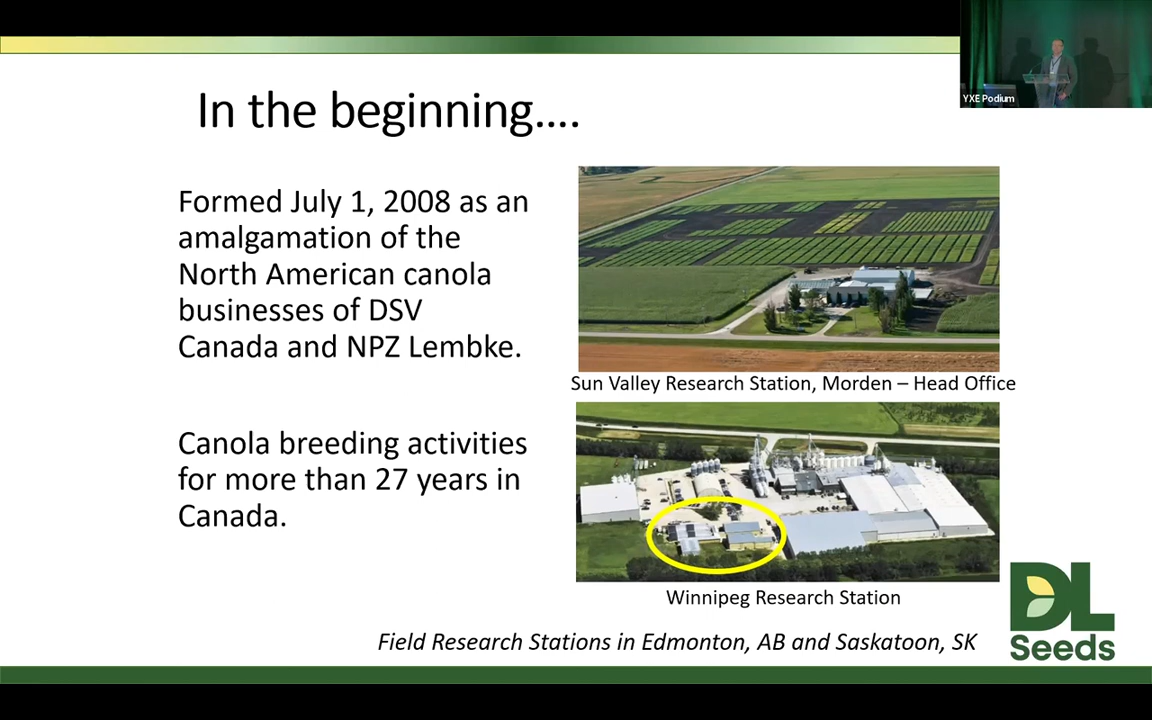 YXE Podium
In the beginning....
Formed July 1, 2008 as an
amalgamation of the
North American canola
businesses of DSV
Canada and NPZ Lembke.
Canola breeding activities
for more than 27 years in
Canada.
Sun Valley Research Station, Morden – Head Office
Winnipeg Research Station
Field Research Stations in Edmonton, AB and Saskatoon, SK
DL
Seeds